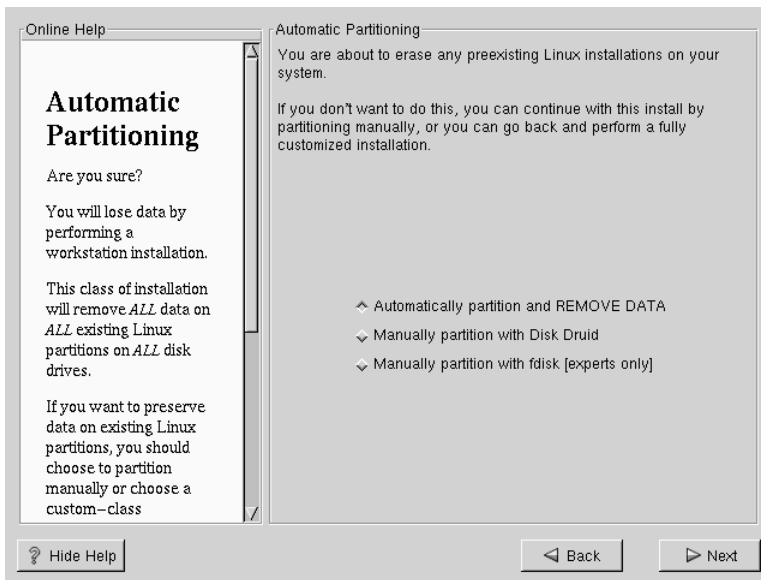 Online Help
Automatic
Partitioning
Are you sure?
You will lose data by
performing a
workstation installation.
This class of installation
will remove ALL data on
ALL existing Linux
partitions on ALL disk
drives.
If you want to preserve
data on existing Linux
partitions, you should
choose to partition
manually or choose a
custom–class
Automatic Partitioning
You are about to erase any preexisting Linux installations on your
system.
If you don't want to do this, you can continue with this install by
partitioning manually, or you can go back and perform a fully
customized installation.
Automatically partition and REMOVE DATA
Manually partition with Disk Druid
Manually partition with fdisk [experts only]
? Hide Help
Back
Next